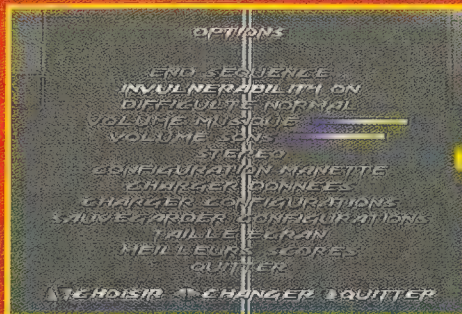 OPTIONS
END SEQUENCE
INVULNERABILITY ON
DIFFICULTE NORMAL
VOLUME MUSIQUE
VOLUME SONS
STEREO
CONFIGURATION MANETTE
CHARGER DONNEES
CHARGER CONFIGURATIONS
SAUVEGARDER CONFIGURATIONS
TAILLE ECRAN
MEILLEURS SCORES
QUITTER
CHOISIR CHANGER QUITTER